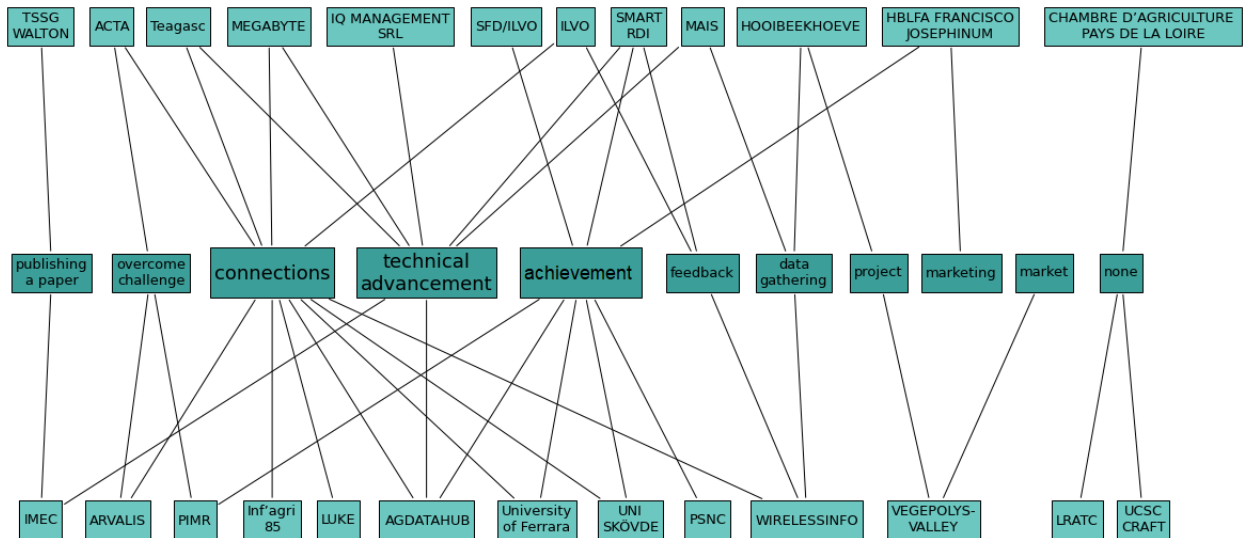 TSSG
WALTON
ACTA
Teagasc
MEGABYTE
IQ MANAGEMENT
SRL
SFD/ILVO
ILVO
SMART
RDI
MAIS
HOOIBEEKHOEVE
HBLFA FRANCISCO
JOSEPHINUM
CHAMBRE D’AGRICULTURE
PAYS DE LA LOIRE
publishing
a paper
overcome
challenge
connections
technical
advancement
achievement
feedback
data
gathering
project
marketing
market
none
IMEC
ARVALIS
PIMR
Inf’agri
85
LUKE
AGDATAHUB
University
of Ferrara
UNI
SKÖVDE
PSNC
WIRELESSINFO
VEGEPOLYS-
VALLEY
LRATC
UCSC
CRAFT